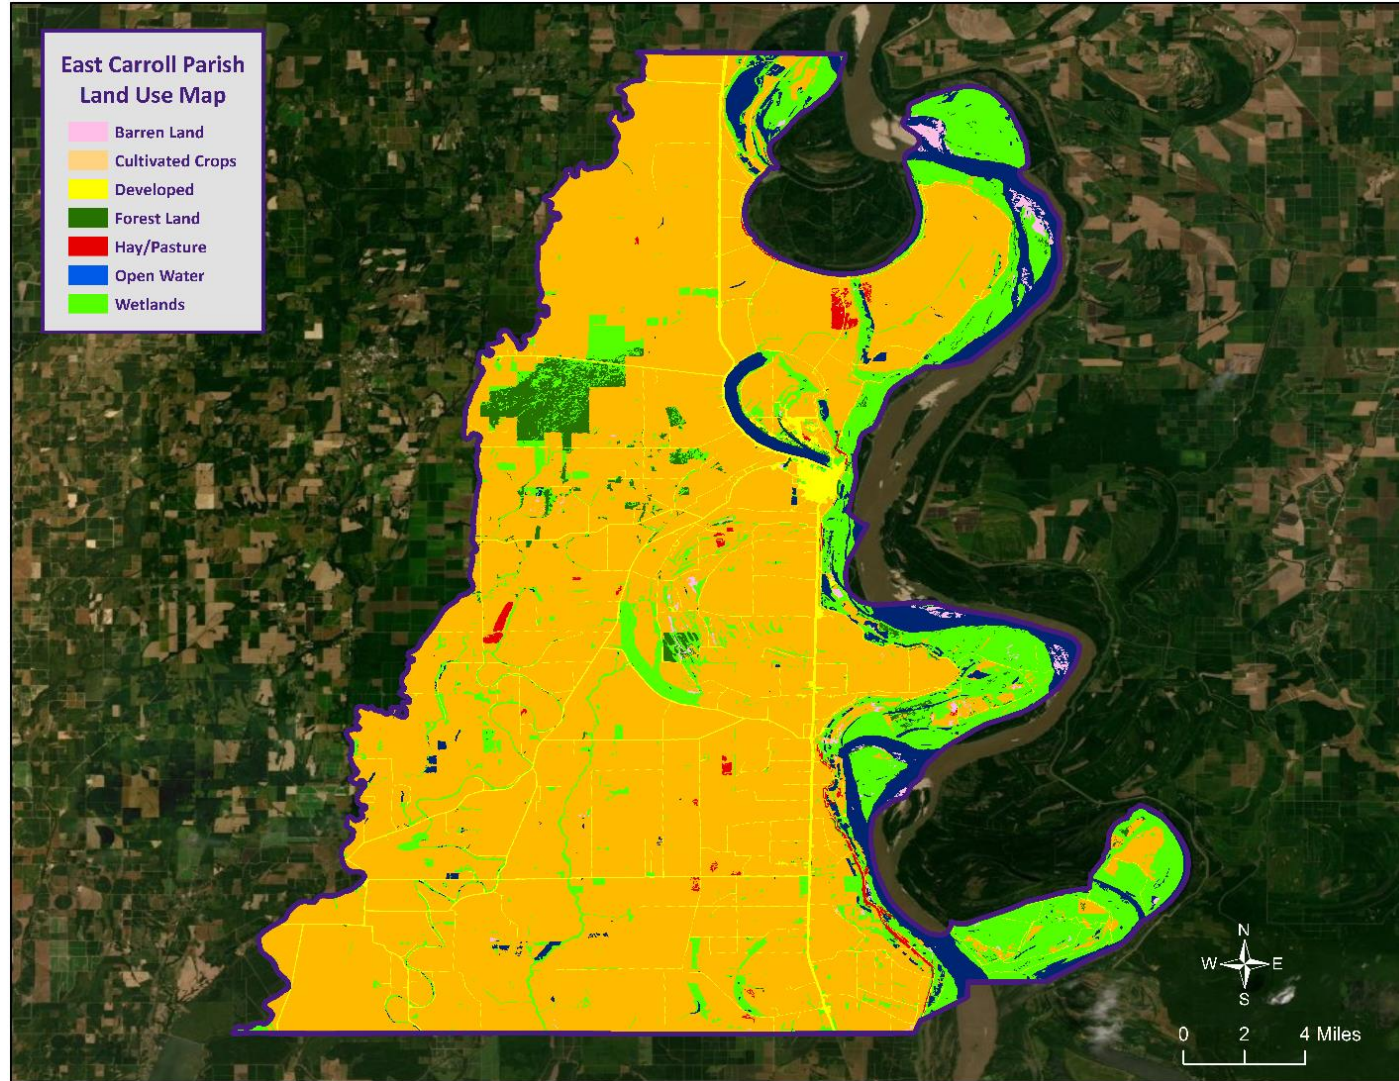 East Carroll Parish
Land Use Map
Barren Land
Cultivated Crops
Developed
Forest Land
Hay/Pasture
Open Water
Wetlands
N
W E
S
0 2 4 Miles